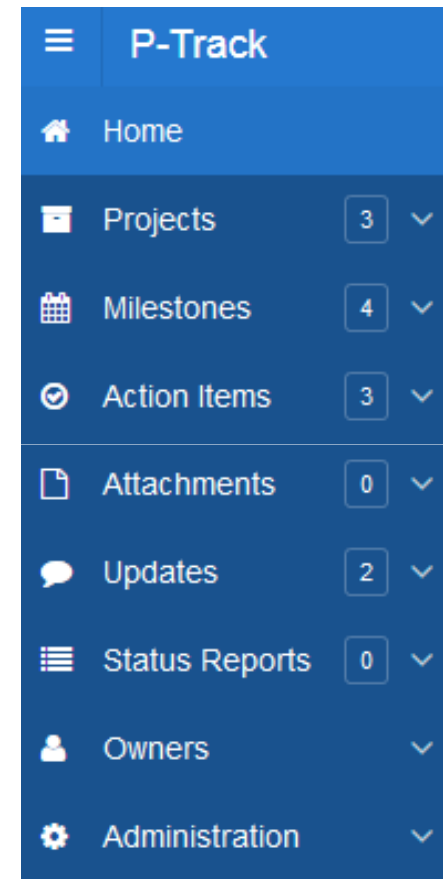 P-Track
Home
Projects 3
Milestones 4
Action Items 3
Attachments 0
Updates 2
Status Reports 0
Owners
Administration